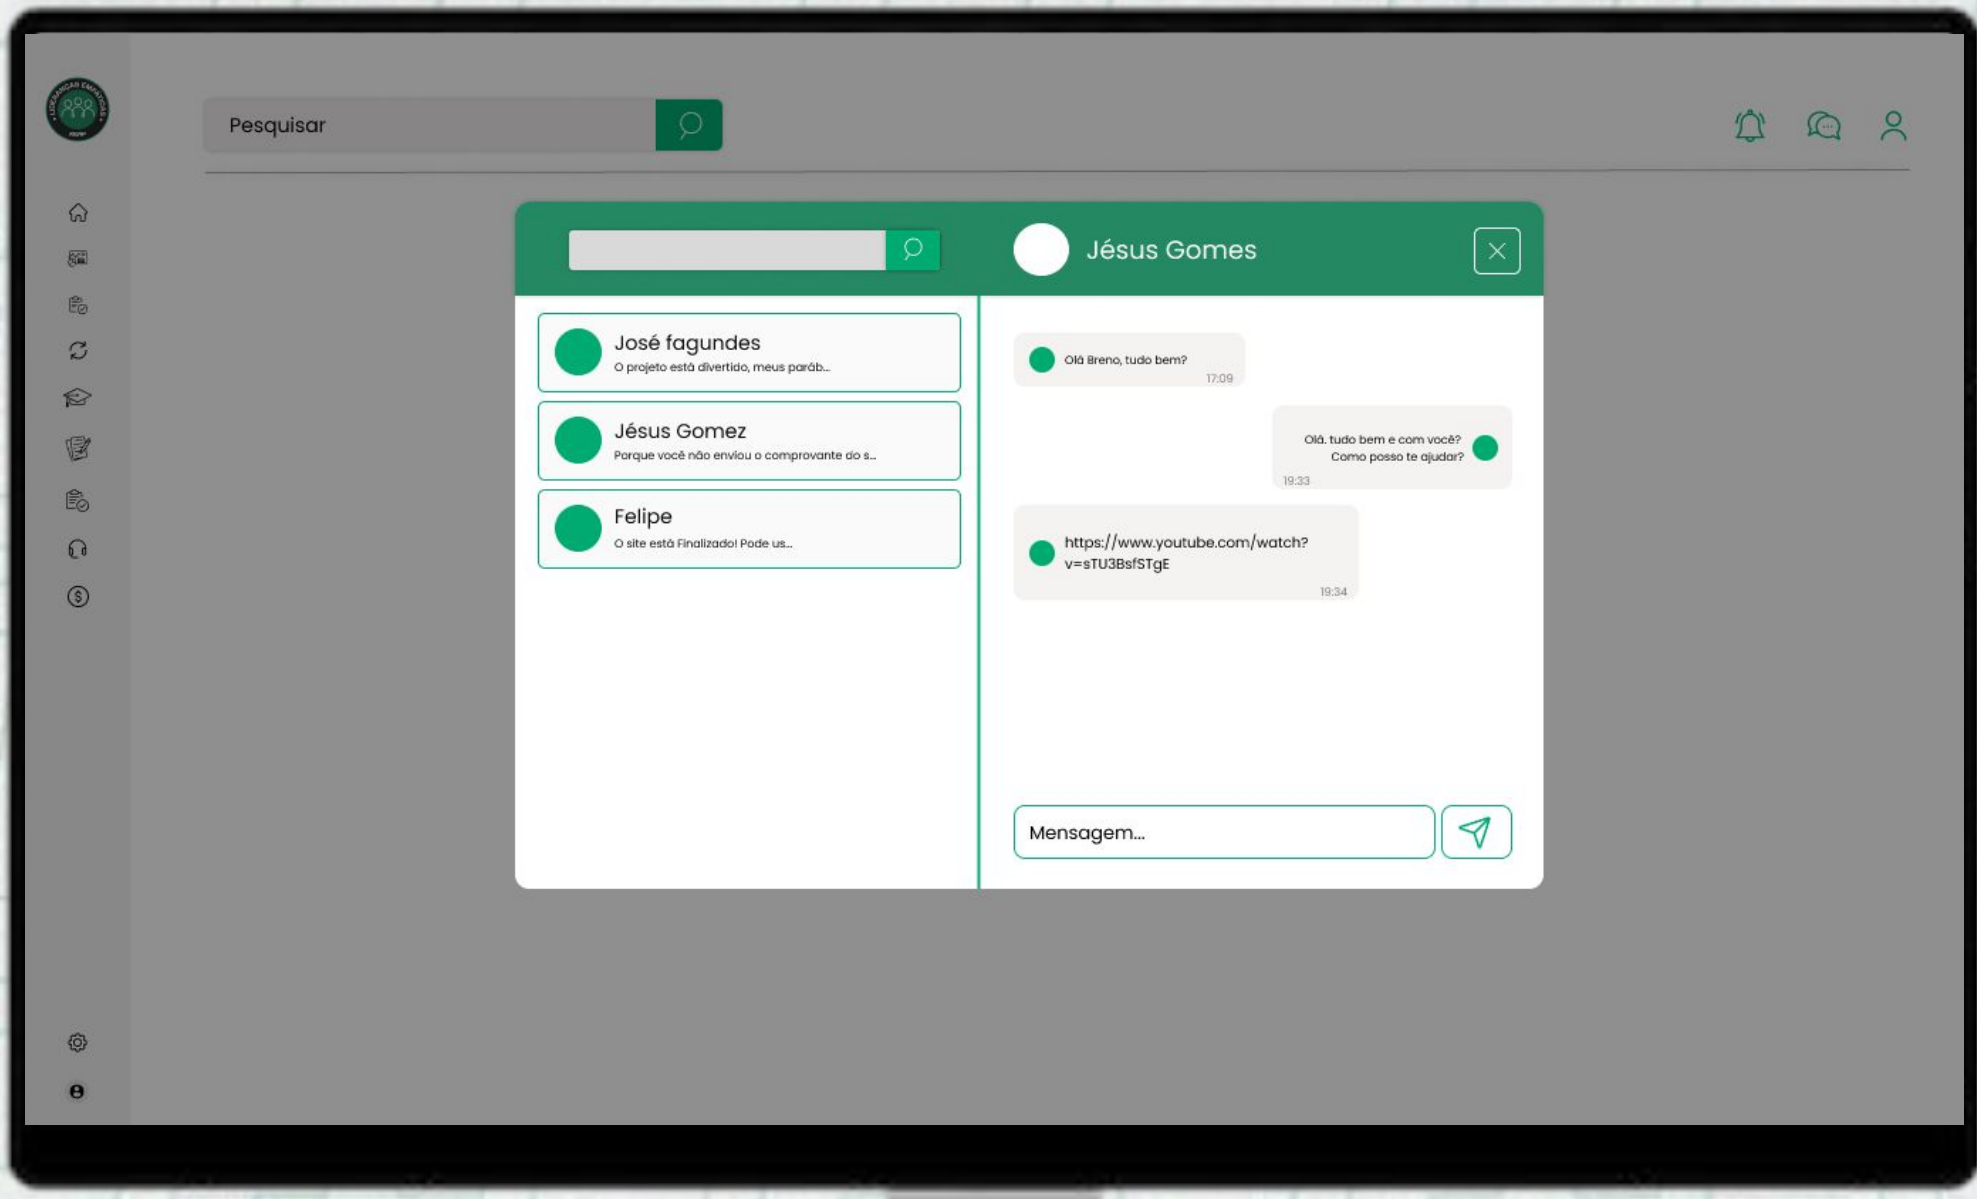 LIDERANÇAS EMPÁTICAS
Pesquisar
Jésus Gomes
José fagundes
O projeto está divertido, meus paráb...
Jésus Gomez
Porque você não enviou o comprovante do s...
Felipe
O site está Finalizado! Pode us...
Olá Breno, tudo bem?
17:09
Olá. tudo bem e com você?
Como posso te ajudar?
19:33
https://www.youtube.com/watch?
v=sTU3BsfSTgE
19:34
Mensagem...